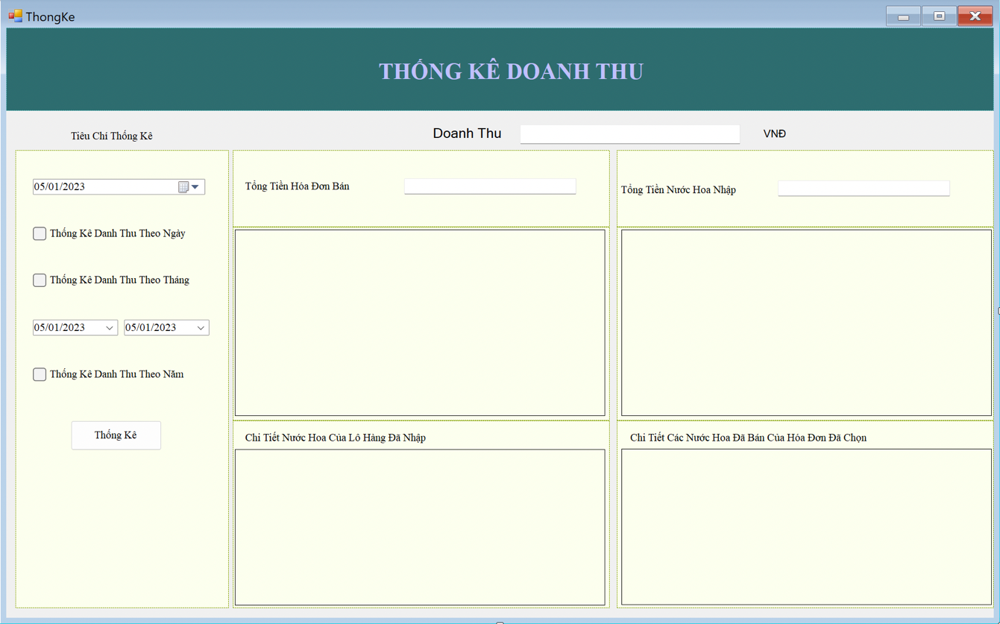 ThongKe
THỐNG KÊ DOANH THU
Tiêu Chí Thống Kê
Doanh Thu
VNĐ
05/01/2023
Thống Kê Danh Thu Theo Ngày
Thống Kê Danh Thu Theo Tháng
05/01/2023 05/01/2023
Thống Kê Danh Thu Theo Năm
Thống Kê
Tổng Tiền Hóa Đơn Bán
Tổng Tiền Nước Hoa Nhập
Chi Tiết Nước Hoa Của Lô Hàng Đã Nhập
Chi Tiết Các Nước Hoa Đã Bán Của Hóa Đơn Đã Chọn